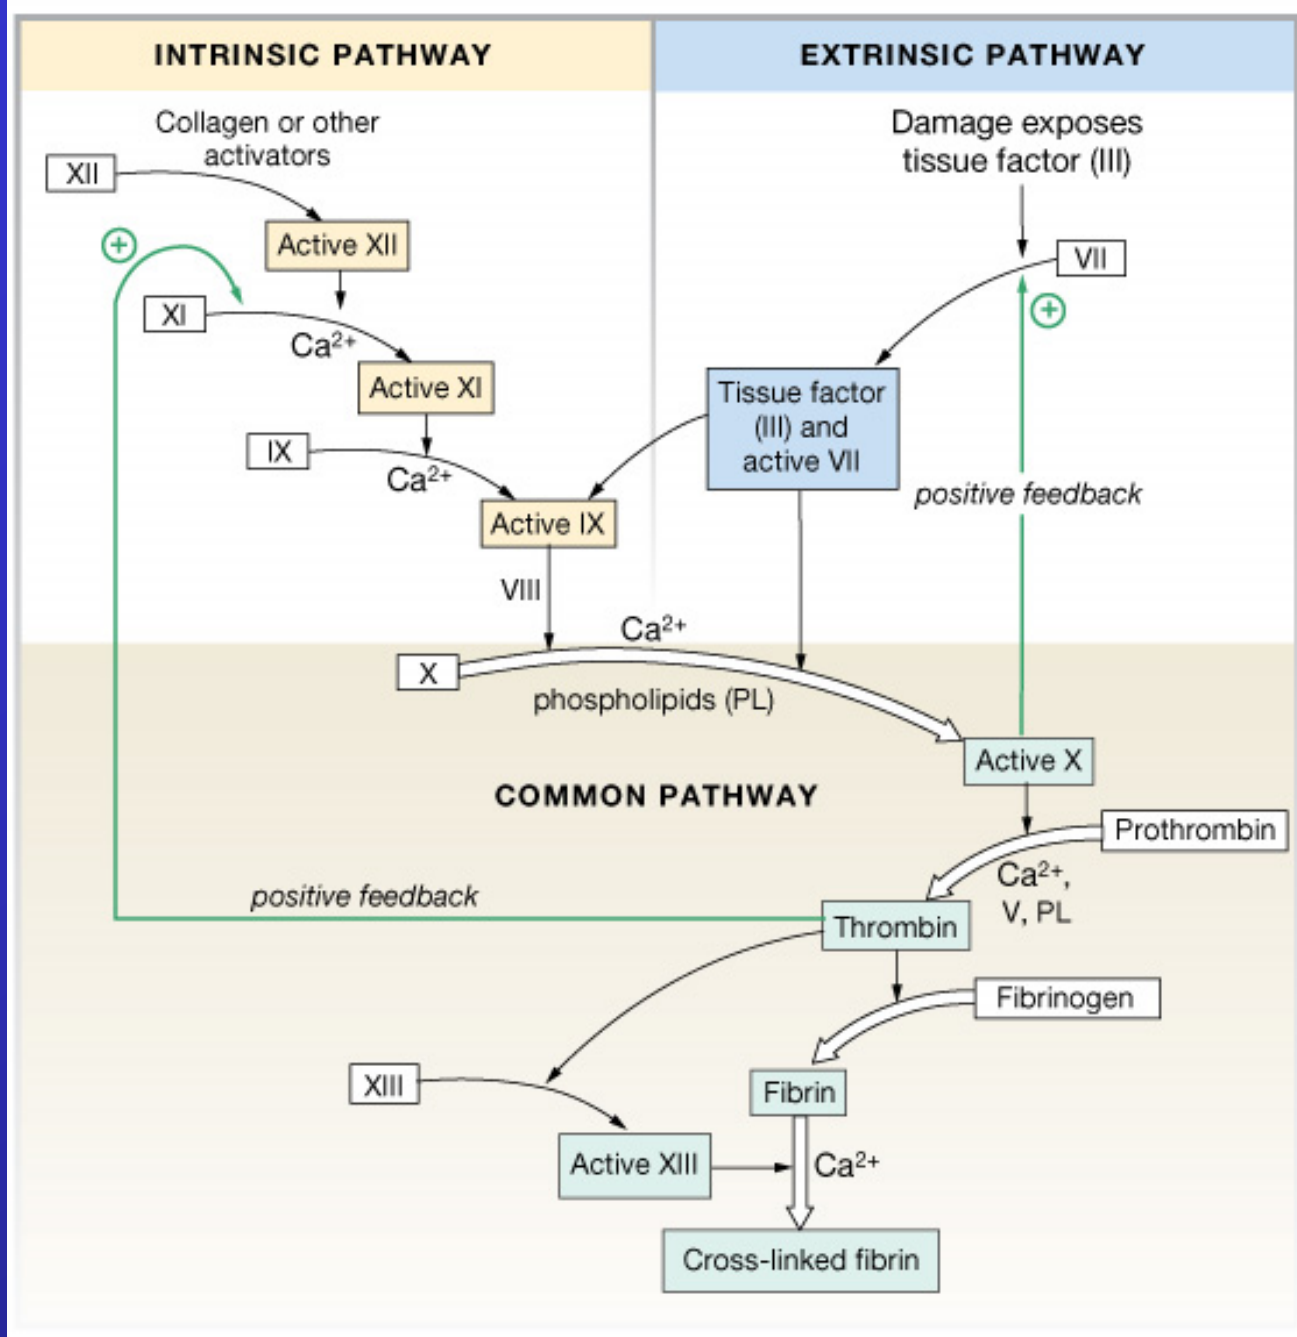 INTRINSIC PATHWAY
EXTRINSIC PATHWAY
Collagen or other
activators
XII
Active XII
+
XI
Ca²⁺
Active XI
IX
Ca²⁺
Active IX
VIII
Damage exposes
tissue factor (III)
VII
+
Tissue factor
(III) and
active VII
positive feedback
Ca²⁺
X
phospholipids (PL)
Active X
COMMON PATHWAY
Prothrombin
Ca²⁺,
V, PL
positive feedback
Thrombin
Fibrinogen
XIII
Fibrin
Active XIII
Ca²⁺
Cross-linked fibrin